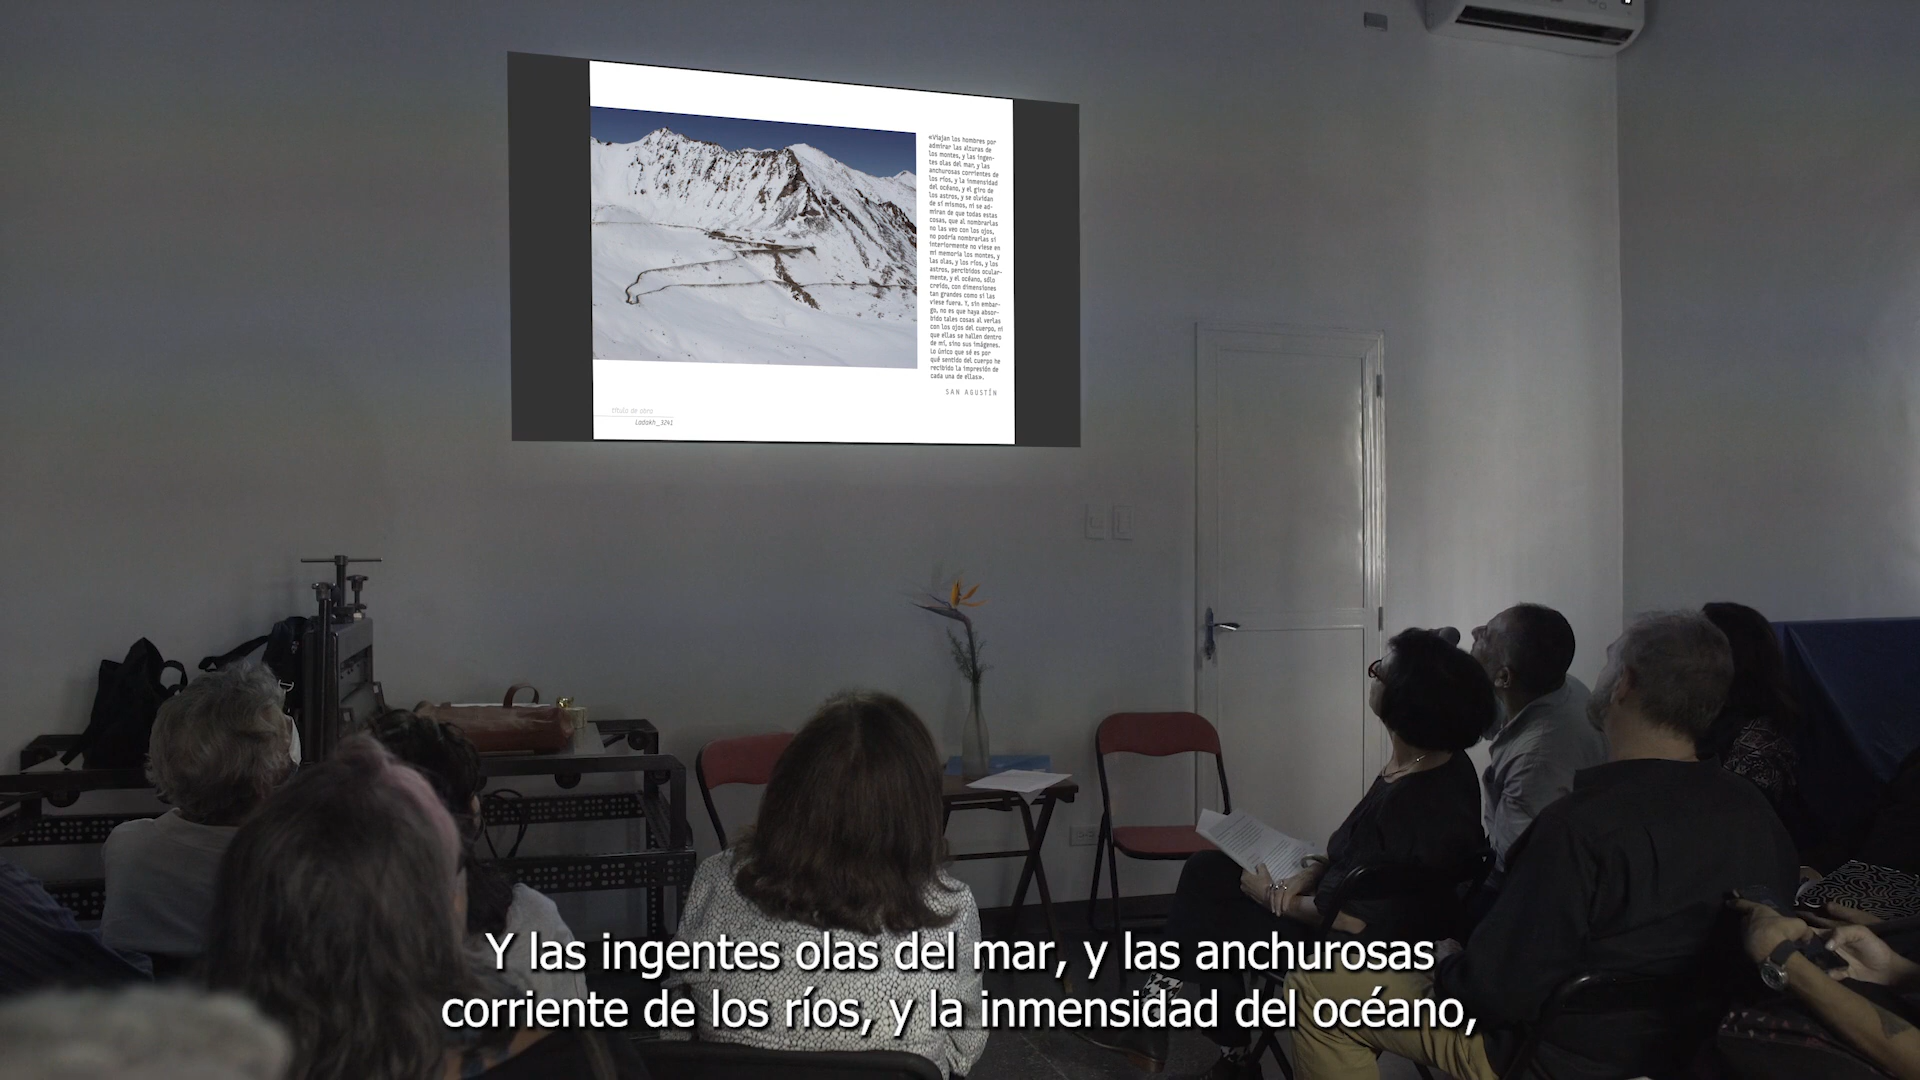 «Viajan los hombres por
admirar las alturas de
los montes, y las ingen-
tes olas del mar, y las
anchurosas corrientes de
los ríos, y la inmensidad
del océano, y el giro de
los astros, y se olvidan
de sí mismos, ni se ad-
miran de que todas estas
cosas, que al nombrarlas
no las veo con los ojos,
no podría nombrarlas si
interiormente no viese en
mi memoria los montes, y
las olas, y los ríos, y los
astros, percibidos ocular-
mente, y el océano, sólo
creído, con dimensiones
tan grandes como si las
viese fuera. Y, sin embar-
go, no es que haya absor-
bido tales cosas al verlas
con los ojos del cuerpo, ni
que ellas se hallen dentro
de mí, sino sus imágenes.
Lo único que sé es por
qué sentido del cuerpo he
recibido la impresión de
cada una de ellas».
SAN AGUSTÍN
título de obra
Ladakh_3241
Y las ingentes olas del mar, y las anchurosas
corriente de los ríos, y la inmensidad del océano,